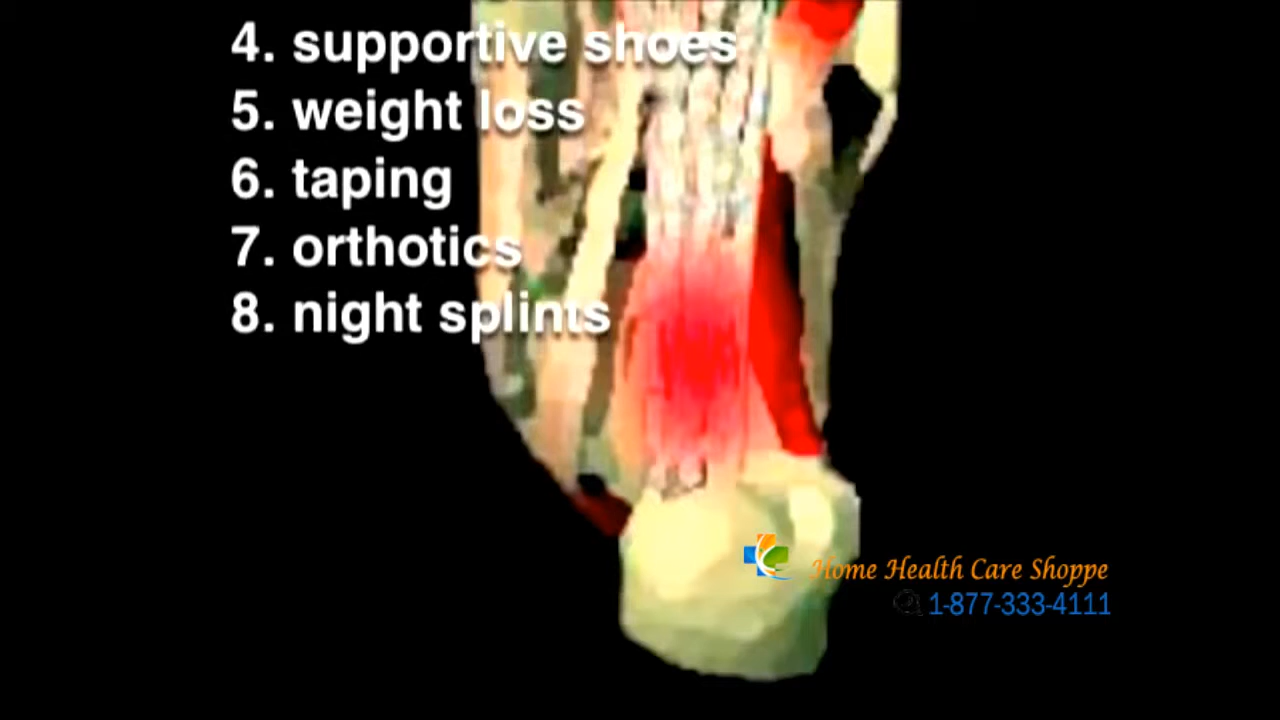 4. supportive shoes
5. weight loss
6. taping
7. orthotics
8. night splints
Home Health Care Shoppe
1-877-333-4111